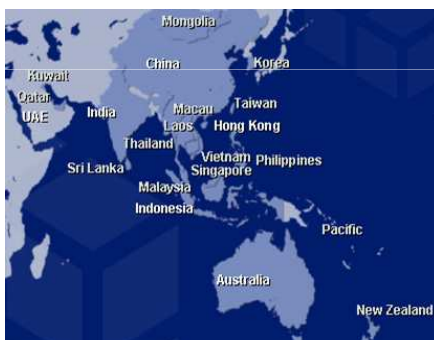 Mongolia
China
Korea
Kuwait
Qatar
UAE
India
Macau
Taiwan
Laos
Hong Kong
Thailand
Vietnam
Philippines
Sri Lanka
Singapore
Malaysia
Indonesia
Pacific
Australia
New Zealand